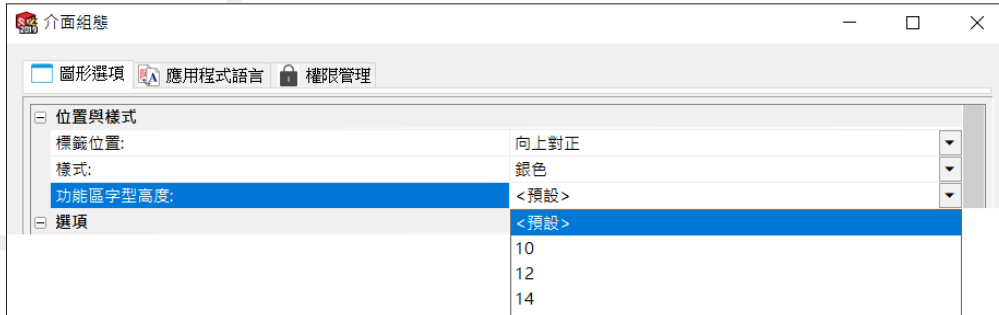 介面組態
圖形選項 應用程式語言 權限管理
位置與樣式
標籤位置: 向上對正
樣式: 銀色
功能區字型高度: <預設>
選項 <預設>
10
12
14